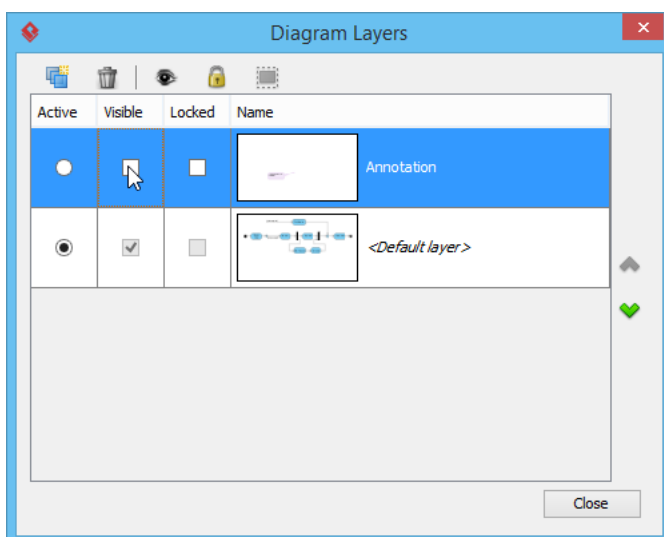 Diagram Layers
Active Visible Locked Name
Annotation
<Default layer>
Close